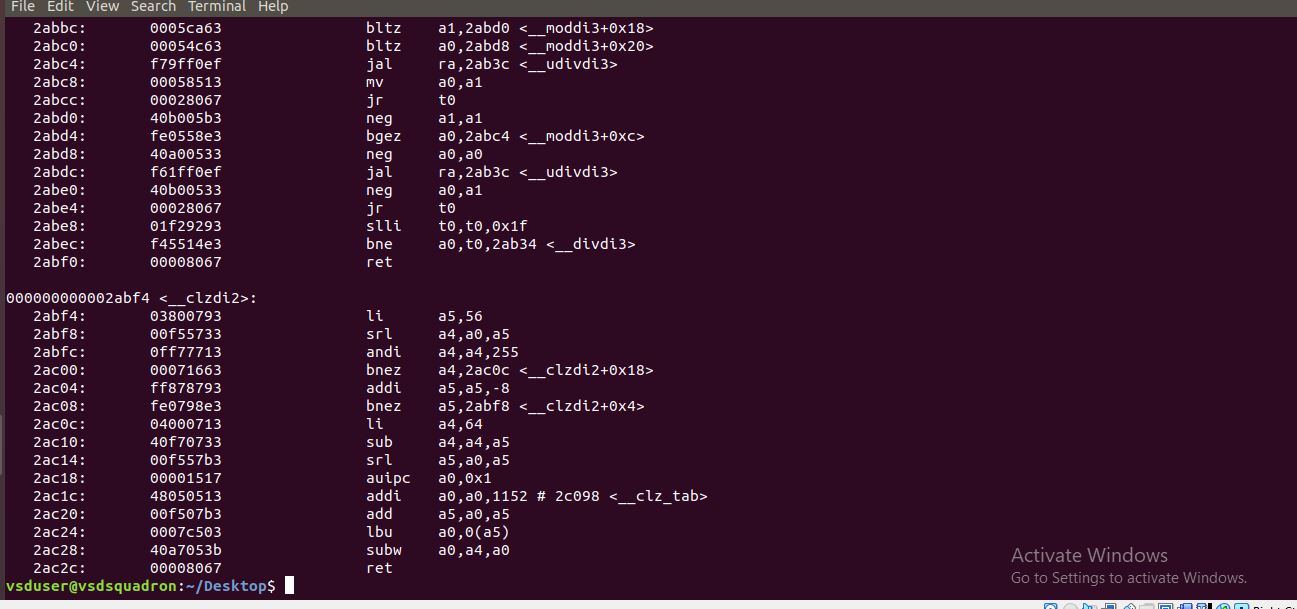 File Edit View Search Terminal Help
2abbc: 0005ca63 bltz a1,2abd0 <__moddi3+0x18>
2abc0: 00054c63 bltz a0,2abd8 <__moddi3+0x20>
2abc4: f79ff0ef jal ra,2ab3c <__udivdi3>
2abc8: 00058513 mv a0,a1
2abcc: 00028067 jr t0
2abd0: 40b005b3 neg a1,a1
2abd4: fe0558e3 bgez a0,2abc4 <__moddi3+0xc>
2abd8: 40a00533 neg a0,a0
2abdc: f61ff0ef jal ra,2ab3c <__udivdi3>
2abe0: 40b00533 neg a0,a1
2abe4: 00028067 jr t0
2abe8: 01f29293 slli t0,t0,0x1f
2abec: f45514e3 bne a0,t0,2ab34 <__divdi3>
2abf0: 00008067 ret
000000000002abf4 <__clzdi2>:
2abf4: 03800793 li a5,56
2abf8: 00f55733 srl a4,a0,a5
2abfc: 0ff77713 andi a4,a4,255
2ac00: 00071663 bnez a4,2ac0c <__clzdi2+0x18>
2ac04: ff878793 addi a5,a5,-8
2ac08: fe0798e3 bnez a5,2abf8 <__clzdi2+0x4>
2ac0c: 04000713 li a4,64
2ac10: 40f70733 sub a4,a4,a5
2ac14: 00f557b3 srl a5,a0,a5
2ac18: 00001517 auipc a0,0x1
2ac1c: 48050513 addi a0,a0,1152 # 2c098 <__clz_tab>
2ac20: 00f507b3 add a5,a0,a5
2ac24: 0007c503 lbu a0,0(a5)
2ac28: 40a7053b subw a0,a4,a0
2ac2c: 00008067 ret
vsduser@vsdsquadron:~/Desktop$
Activate Windows
Go to Settings to activate Windows.